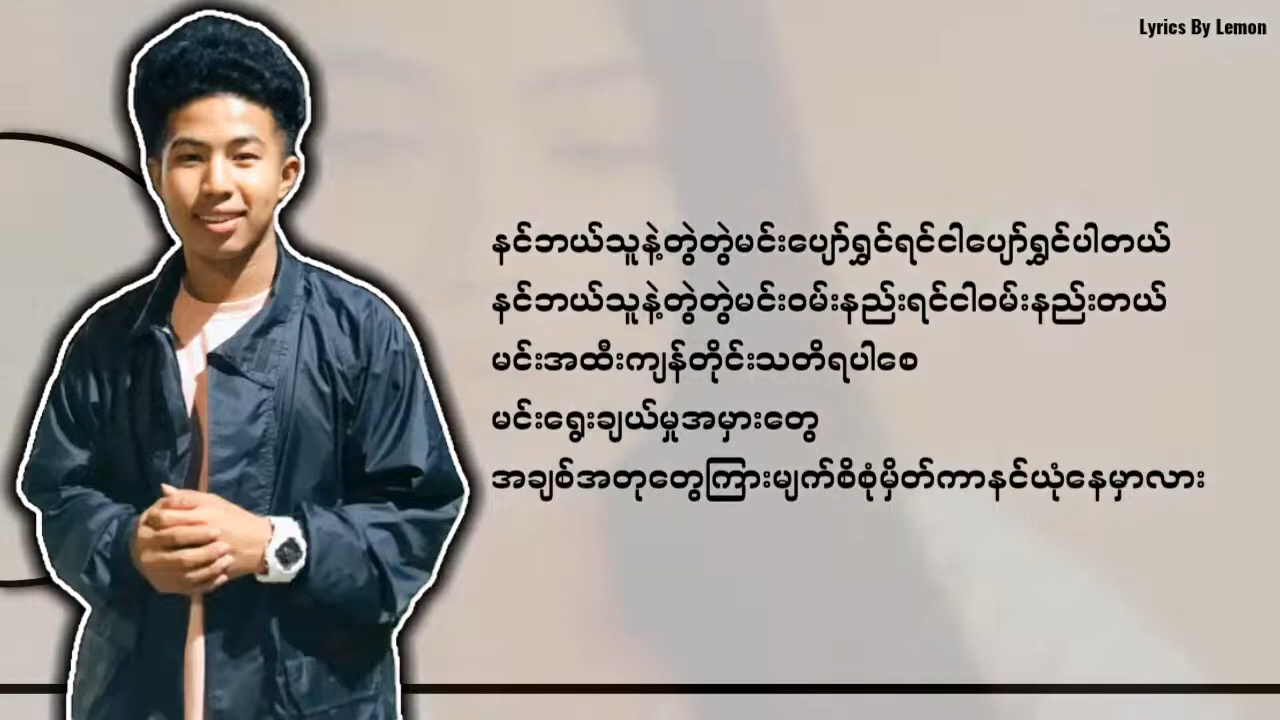 Lyrics By Lemon
နင်ဘယ်သူနဲ့တွဲတွဲမင်းပျော်ရွှင်ရင်ငါပျော်ရွှင်ပါတယ်
နင်ဘယ်သူနဲ့တွဲတွဲမင်းဝမ်းနည်းရင်ငါဝမ်းနည်းတယ်
မင်းအထီးကျန်တိုင်းသတိရပါစေ
မင်းရွေးချယ်မှုအမှားတွေ
အချစ်အတုတွေကြားမျက်စိစုံမှိတ်ကာနင်ယုံနေမှာလား